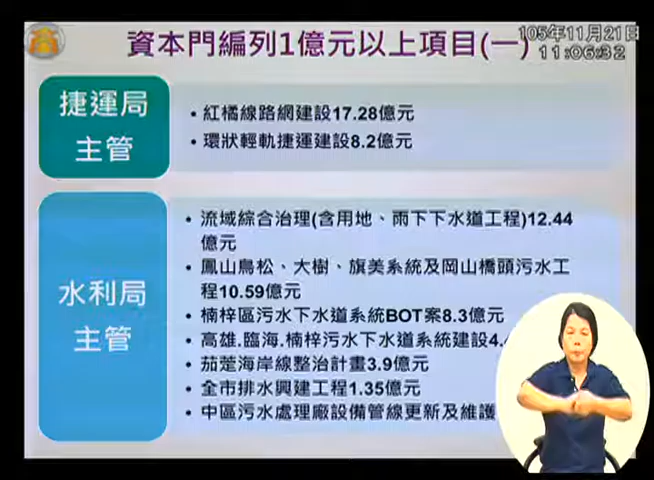 資本門編列1億元以上項目(一)
105年11月21日
11:06:32
捷運局
主管
• 紅橘線路網建設17.28億元
• 環狀輕軌捷運建設8.2億元
水利局
主管
• 流域綜合治理(含用地、雨下下水道工程)12.44
億元
• 鳳山鳥松、大樹、旗美系統及岡山橋頭污水工
程10.59億元
• 楠梓區污水下水道系統BOT案8.3億元
• 高雄.臨海.楠梓污水下水道系統建設4.
• 茄萣海岸線整治計畫3.9億元
• 全市排水興建工程1.35億元
• 中區污水處理廠設備管線更新及維護